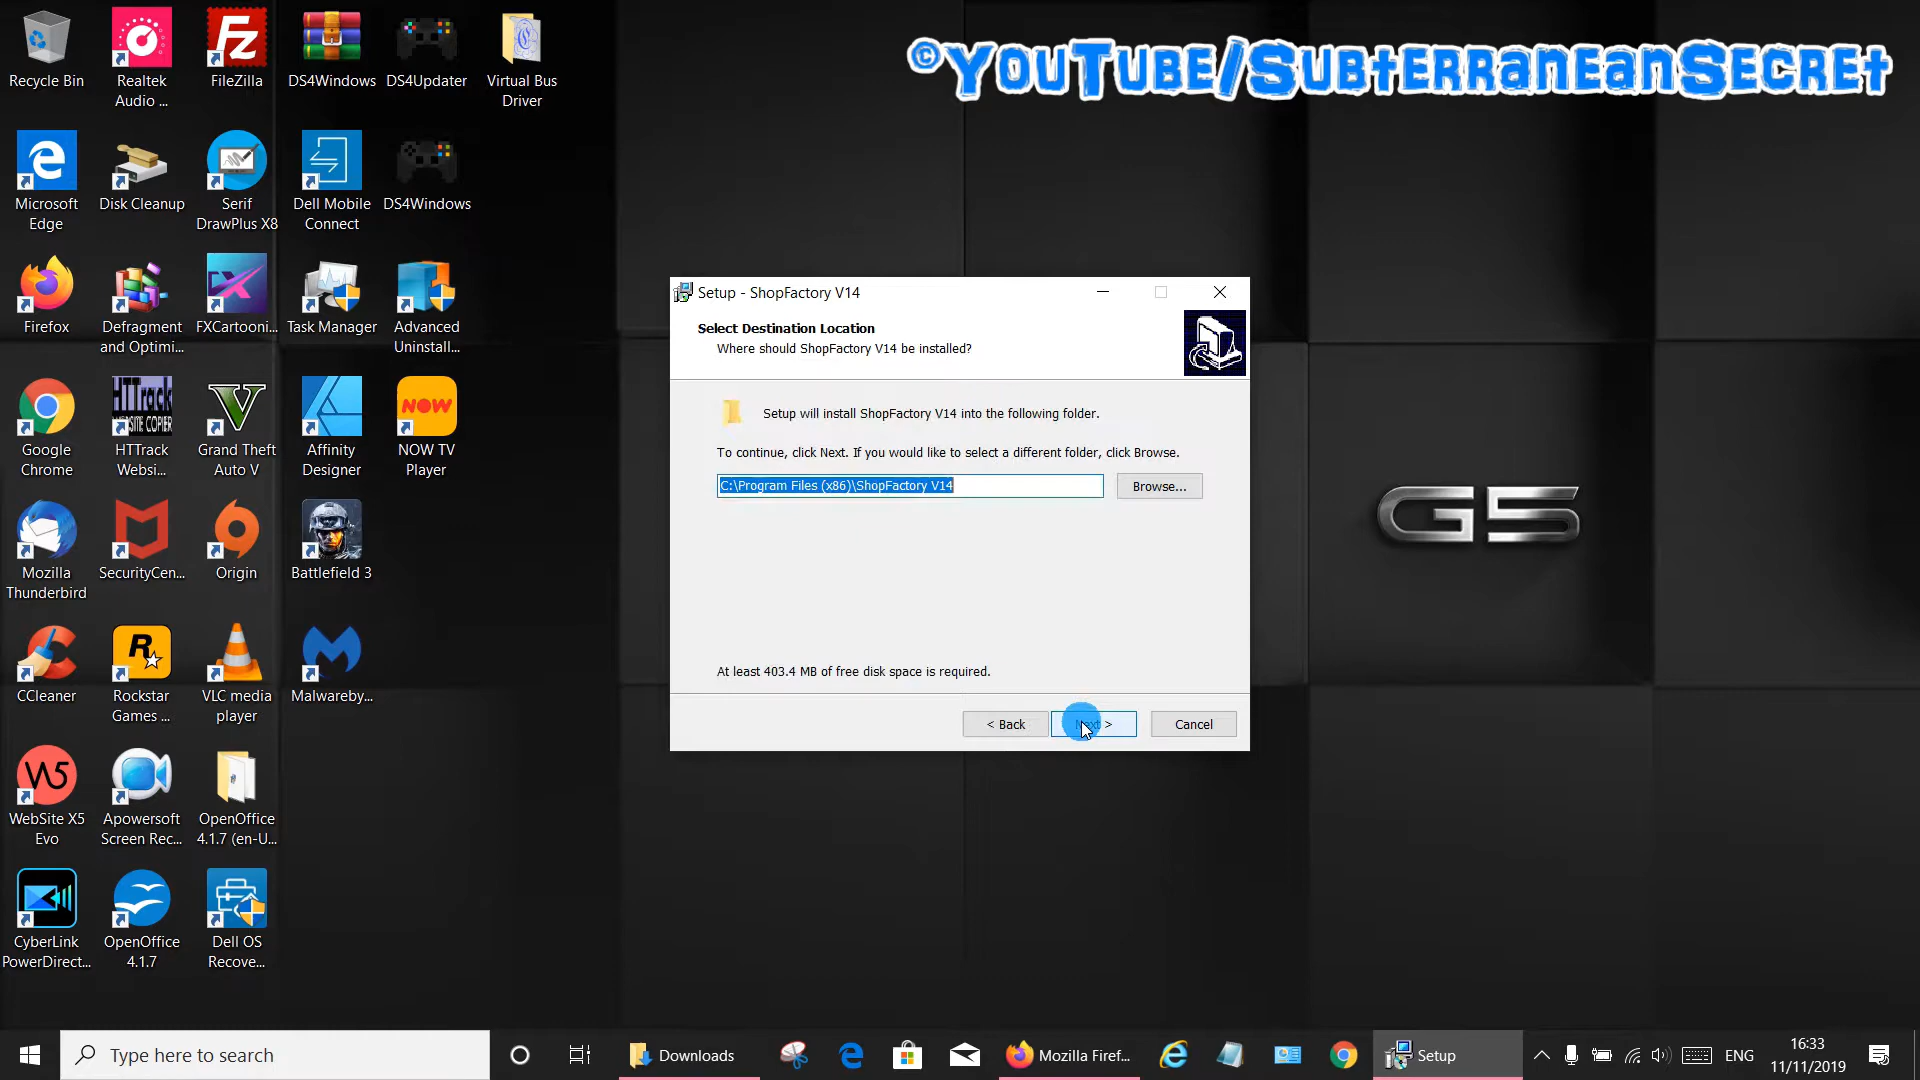 ©YouTube/SubterraneanSecret
Recycle Bin
Realtek
Audio ...
FileZilla
DS4Windows
DS4Updater
Virtual Bus
Driver
Microsoft
Edge
Disk Cleanup
Serif
DrawPlus X8
Dell Mobile
Connect
DS4Windows
Firefox
Defragment
and Optimi...
FXCartooni...
Task Manager
Advanced
Uninstall...
Google
Chrome
HTTrack
WEBSITE COPIER
HTTrack
Websi...
Grand Theft
Auto V
Affinity
Designer
NOW
NOW TV
Player
Mozilla
Thunderbird
SecurityCen...
Origin
Battlefield 3
CCleaner
Rockstar
Games ...
VLC media
player
Malwareby...
WebSite X5
Evo
Apowersoft
Screen Rec...
OpenOffice
4.1.7 (en-U...
CyberLink
PowerDirect...
OpenOffice
4.1.7
Dell OS
Recove...
Setup - ShopFactory V14
Select Destination Location
Where should ShopFactory V14 be installed?
Setup will install ShopFactory V14 into the following folder.
To continue, click Next. If you would like to select a different folder, click Browse.
C:\Program Files (x86)\ShopFactory V14
Browse...
At least 403.4 MB of free disk space is required.
< Back
Next >
Cancel
G5
Type here to search
Downloads
Mozilla Firef...
Setup
ENG
16:33
11/11/2019